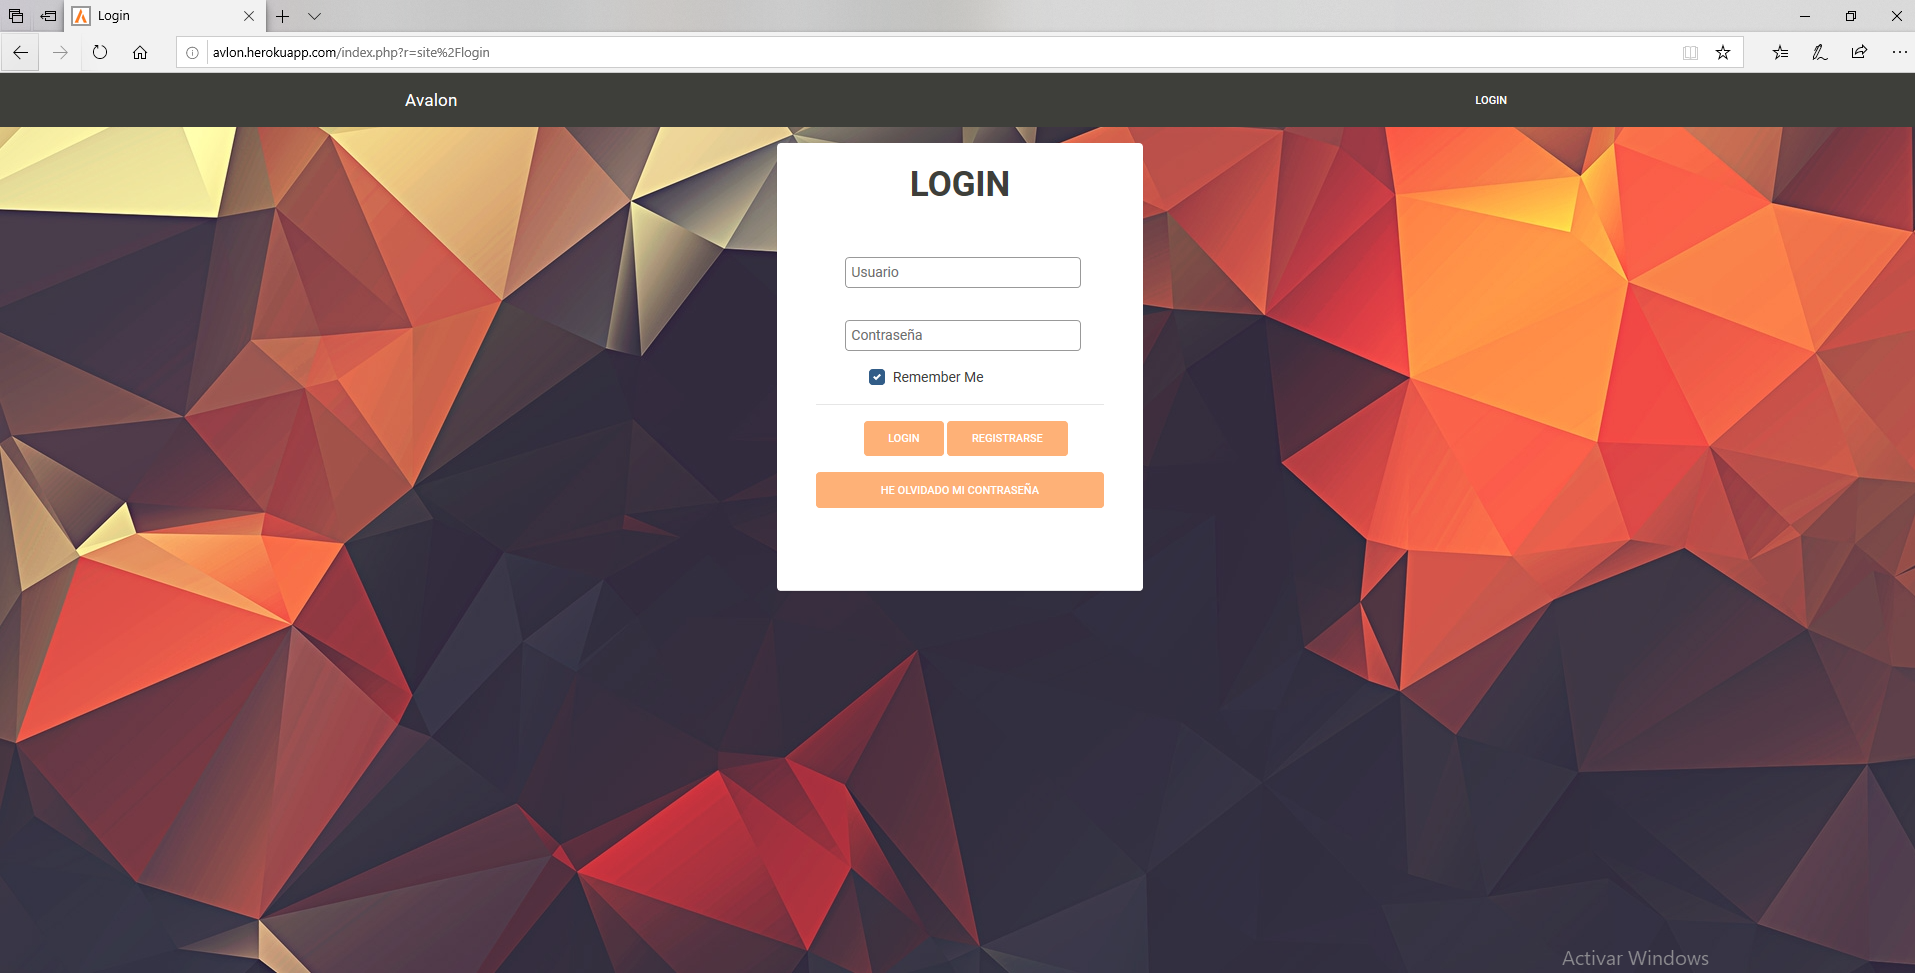 Login
avlon.herokuapp.com/index.php?r=site%2Flogin
Avalon
LOGIN
LOGIN
Usuario
Contraseña
Remember Me
LOGIN
REGISTRARSE
HE OLVIDADO MI CONTRASEÑA
Activar Windows